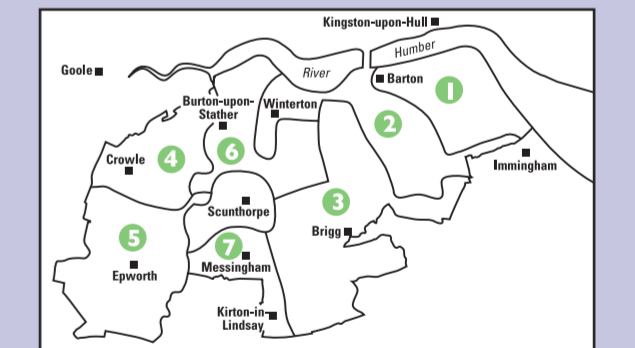 Kingston-upon-Hull
Humber
Goole
River
Barton
1
Burton-upon-
Stather
Winterton
2
Crowle
4
6
Immingham
Scunthorpe
3
5
7
Brigg
Messingham
Epworth
Kirton-in-
Lindsay